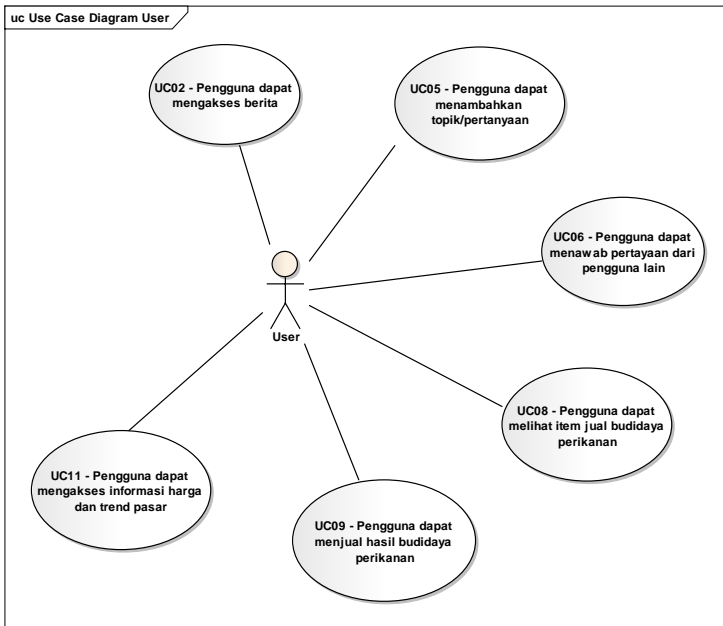 uc Use Case Diagram User
UC02 - Pengguna dapat
mengakses berita
UC05 - Pengguna dapat
menambahkan
topik/pertanyaan
UC06 - Pengguna dapat
menawab pertayaan dari
pengguna lain
User
UC08 - Pengguna dapat
melihat item jual budidaya
perikanan
UC11 - Pengguna dapat
mengakses informasi harga
dan trend pasar
UC09 - Pengguna dapat
menjual hasil budidaya
perikanan